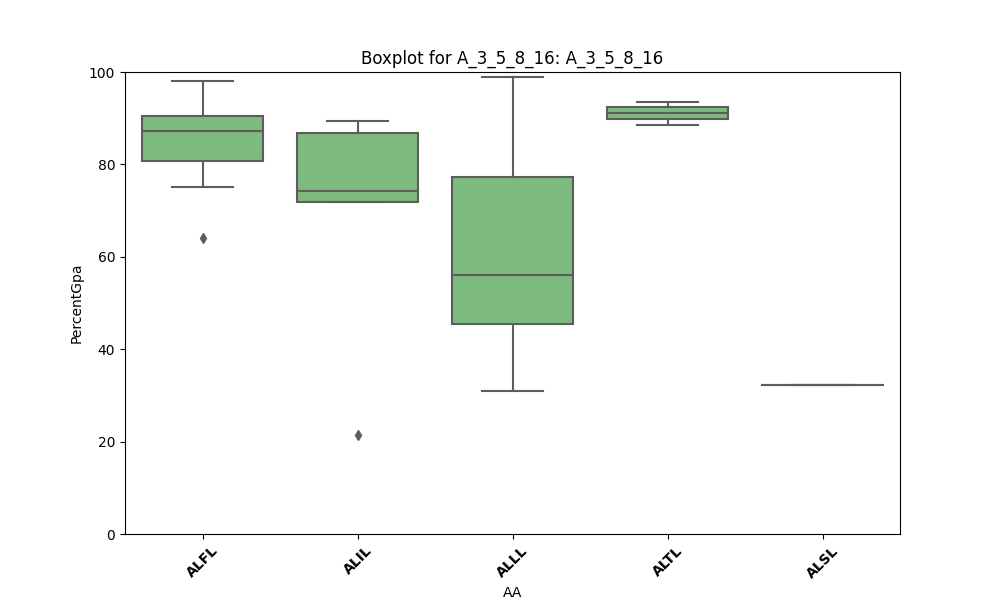 Boxplot for A_3_5_8_16: A_3_5_8_16
100
80
60
40
20
0
PercentGpa
ALFL
ALIL
ALLL
ALTL
ALSL
AA